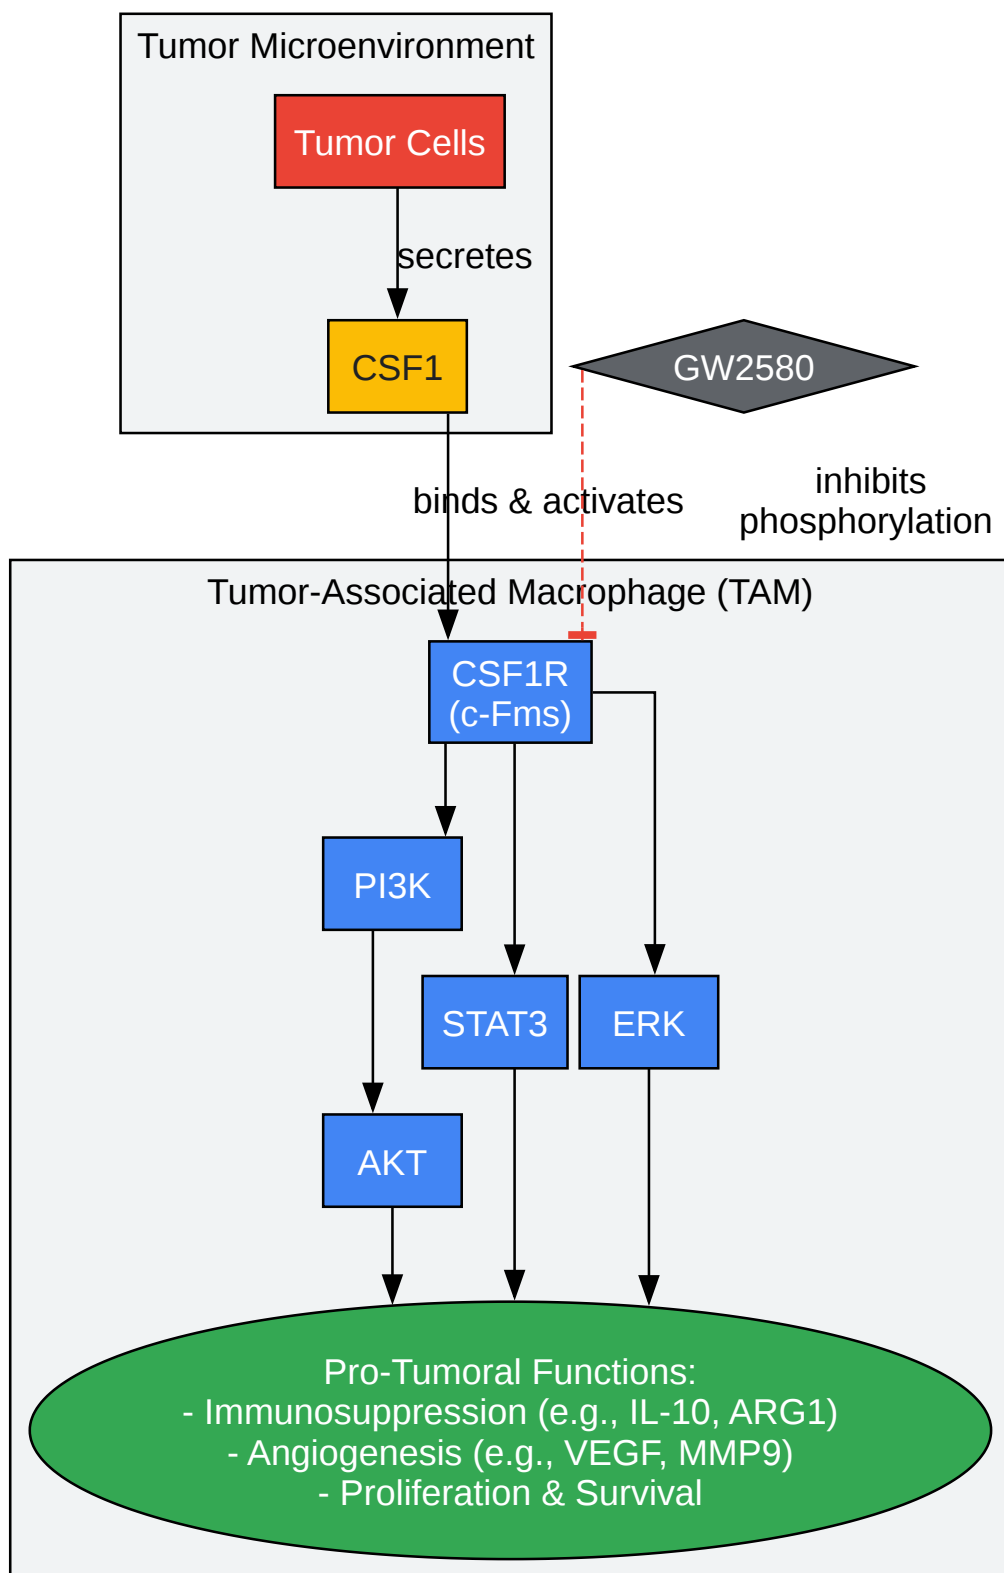 Tumor Microenvironment
Tumor Cells
secretes
CSF1
GW2580
binds & activates
inhibits
phosphorylation
Tumor-Associated Macrophage (TAM)
CSF1R
(c-Fms)
PI3K
STAT3
ERK
AKT
Pro-Tumoral Functions:
- Immunosuppression (e.g., IL-10, ARG1)
- Angiogenesis (e.g., VEGF, MMP9)
- Proliferation & Survival